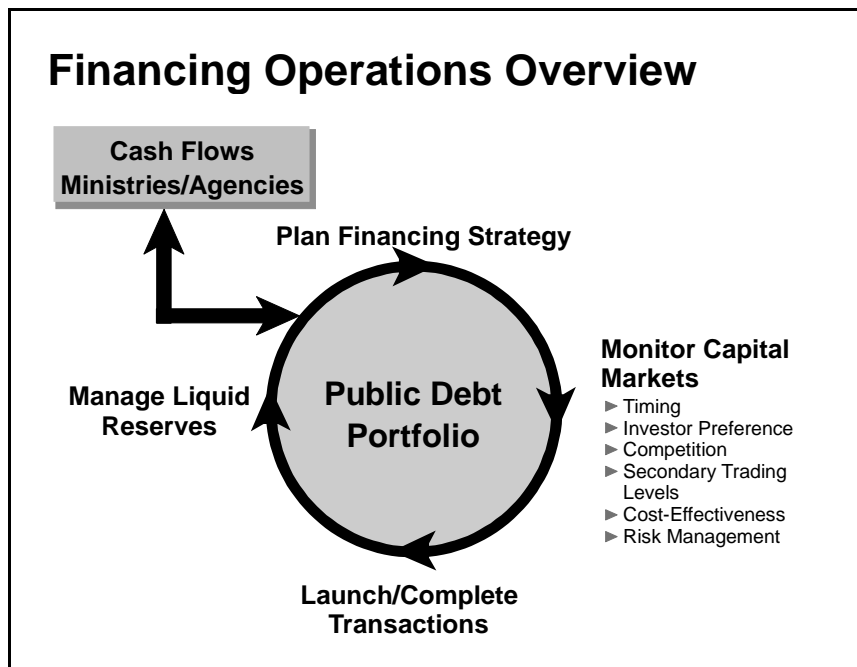 Financing Operations Overview
Cash Flows
Ministries/Agencies
Plan Financing Strategy
Monitor Capital
Markets
Timing
Investor Preference
Competition
Secondary Trading
Levels
Cost-Effectiveness
Risk Management
Manage Liquid
Reserves
Public Debt
Portfolio
Launch/Complete
Transactions